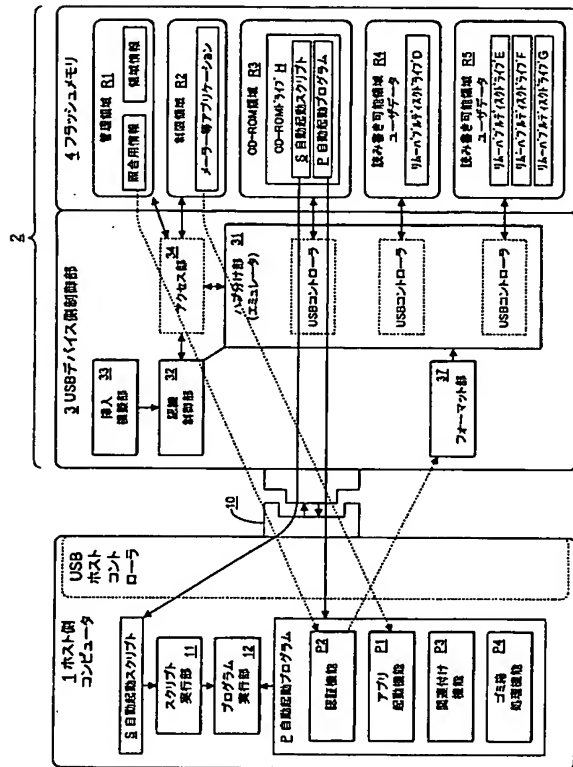 2
1 ホスト側
コンピュータ
S 自動起動スクリプト
スクリプト
実行部
11
プログラム
実行部
12
P 自動起動プログラム
認証機能
P2
アプリ
起動機能
P1
関連付け
機能
P3
ゴミ箱
処理機能
P4
USB
ホスト
コント
ローラ
10
3 USBデバイス側制御部
挿入
33
記録
制御部
32
アクセス部
34
ハブ分け部
(エミュレータ)
31
USBコントローラ
USBコントローラ
USBコントローラ
フォーマット部
37
4 フラッシュメモリ
管理領域 R1
照合用情報
領域情報
制限領域 R2
メーラー等アプリケーション
CD-ROM領域 R3
CD-ROMドライブ H
S 自動起動スクリプト
P 自動起動プログラム
読み書き可能領域 R4
ユーザデータ
リムーバブルディスクドライブD
読み書き可能領域 R5
ユーザデータ
リムーバブルディスクドライブE
リムーバブルディスクドライブF
リムーバブルディスクドライブG